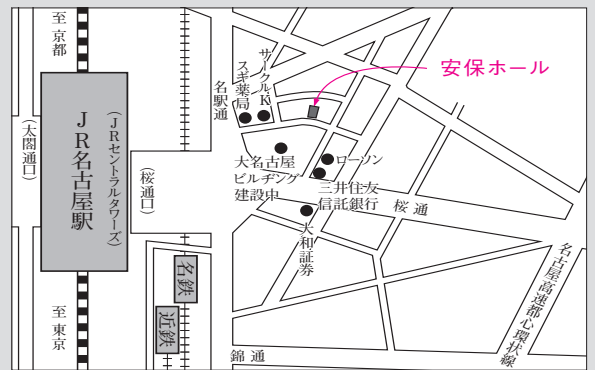 至京都
(太閤通口)
JR名古屋駅
(JRセントラルタワーズ)
(桜通口)
至東京
名鉄
近鉄
名駅通
スギ薬局
サークルK
安保ホール
大名古屋
ビルヂング
建設中
ローソン
三井住友
信託銀行
桜通
大和証券
名古屋高速都心環状線
錦通